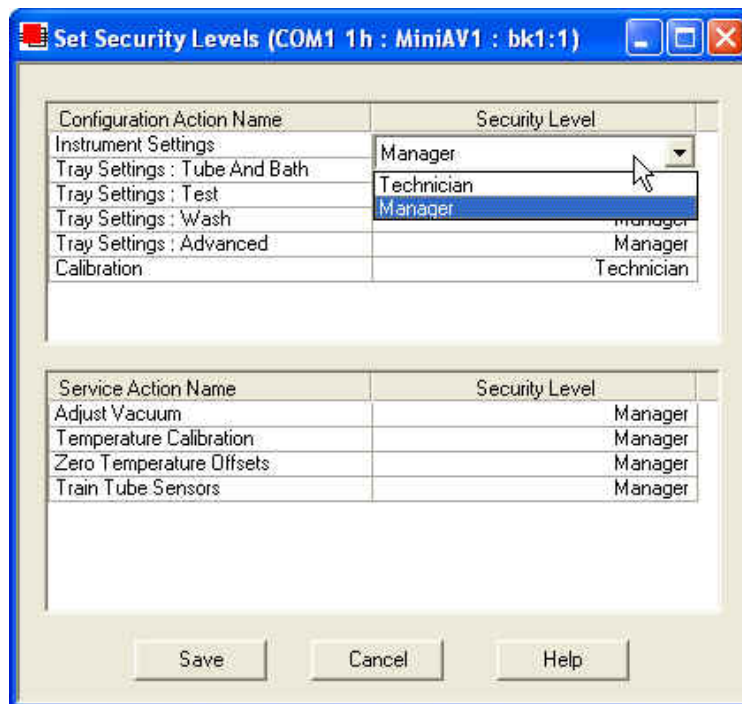 Set Security Levels (COM1 1h : MiniAV1 : bk1:1)
Configuration Action Name Security Level
Instrument Settings Manager
Tray Settings : Tube And Bath
Technician
Tray Settings : Test
Manager
Tray Settings : Wash Manager
Tray Settings : Advanced Manager
Calibration Technician
Service Action Name Security Level
Adjust Vacuum Manager
Temperature Calibration Manager
Zero Temperature Offsets Manager
Train Tube Sensors Manager
Save Cancel Help